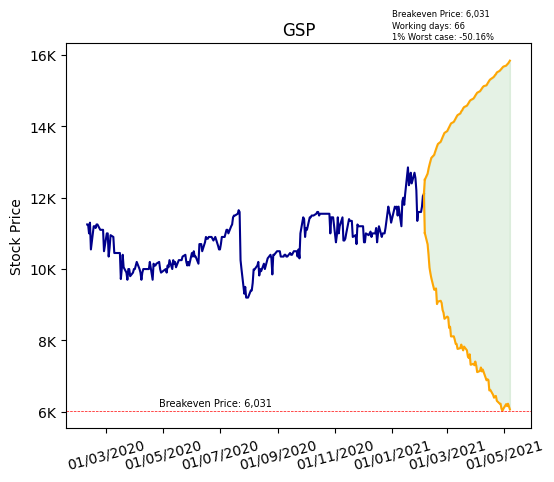 Breakeven Price: 6,031
Working days: 66
1% Worst case: -50.16%
GSP
Stock Price
16K
14K
12K
10K
8K
6K
Breakeven Price: 6,031
01/03/2020
01/05/2020
01/07/2020
01/09/2020
01/11/2020
01/01/2021
01/03/2021
01/05/2021